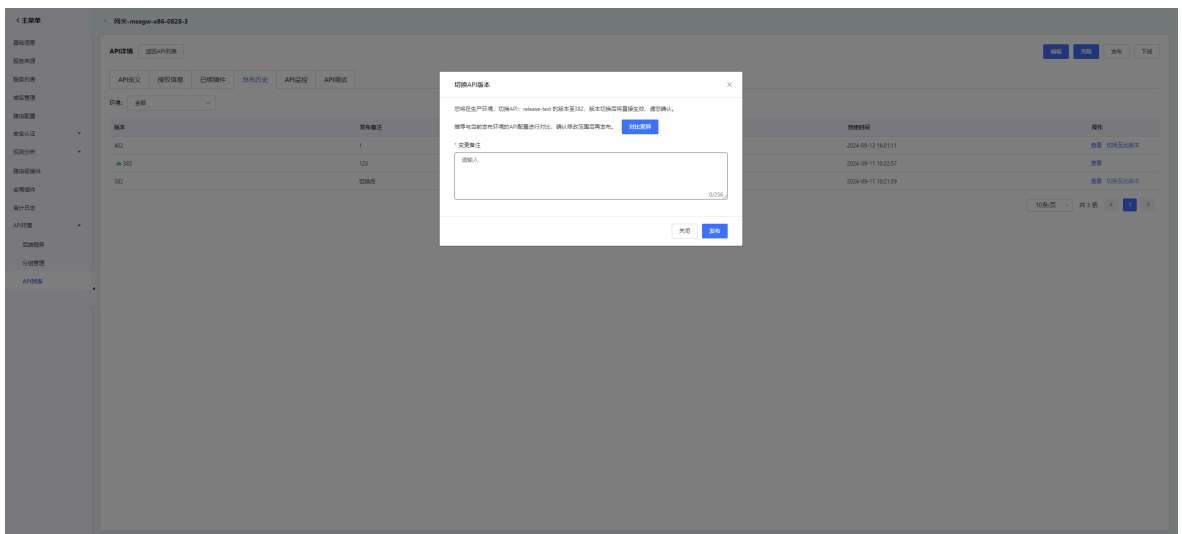 主菜单
网关-msegw-x86-0828-3
基础信息
服务来源
服务列表
域名管理
路由配置
安全认证
观测分析
路由级插件
全局插件
审计日志
API托管
后端服务
分组管理
API列表
API详情 返回API列表
编辑 克隆 发布 下线
API定义 授权信息 已绑插件 发布历史 API监控 API调试
环境: 全部
版本 发布备注 创建时间 操作
402 1 2024-09-13 16:01:11 查看 切换至此版本
383 123 2024-09-11 10:22:57 查看
382 切换版 2024-09-11 10:21:59 查看 切换至此版本
10条/页 共 3 条 1
切换API版本
您将在生产环境、切换API：release-test 的版本至382、版本切换后将直接生效、请您确认。
推荐与当前发布环境的API配置进行对比、确认修改范围后再发布。 对比差异
* 变更备注
请输入
0/256
关闭 发布